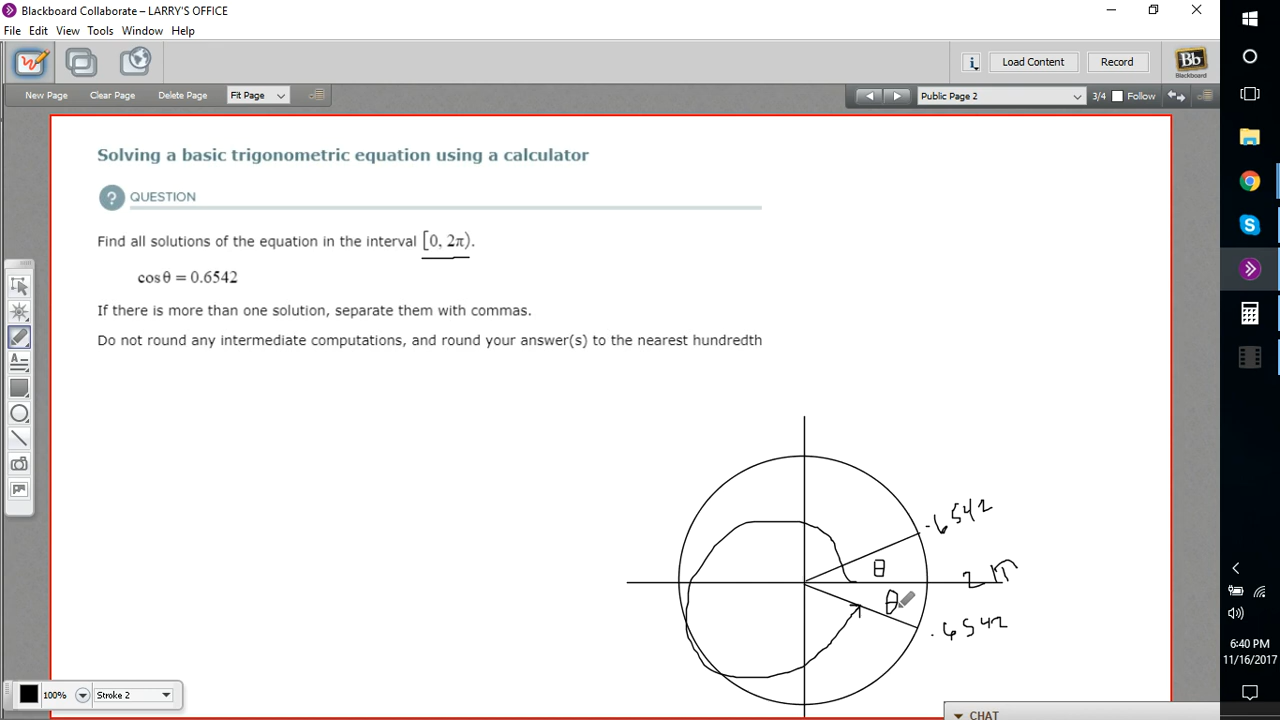 Blackboard Collaborate – LARRY'S OFFICE
File Edit View Tools Window Help
Load Content Record
Bb
Blackboard
New Page Clear Page Delete Page Fit Page Public Page 2 3/4 Follow
Solving a basic trigonometric equation using a calculator
? QUESTION
Find all solutions of the equation in the interval [0, 2π).
cosθ = 0.6542
If there is more than one solution, separate them with commas.
Do not round any intermediate computations, and round your answer(s) to the nearest hundredth
.6542
θ
2π
θ
.6542
100% Stroke 2
CHAT
6:40 PM
11/16/2017